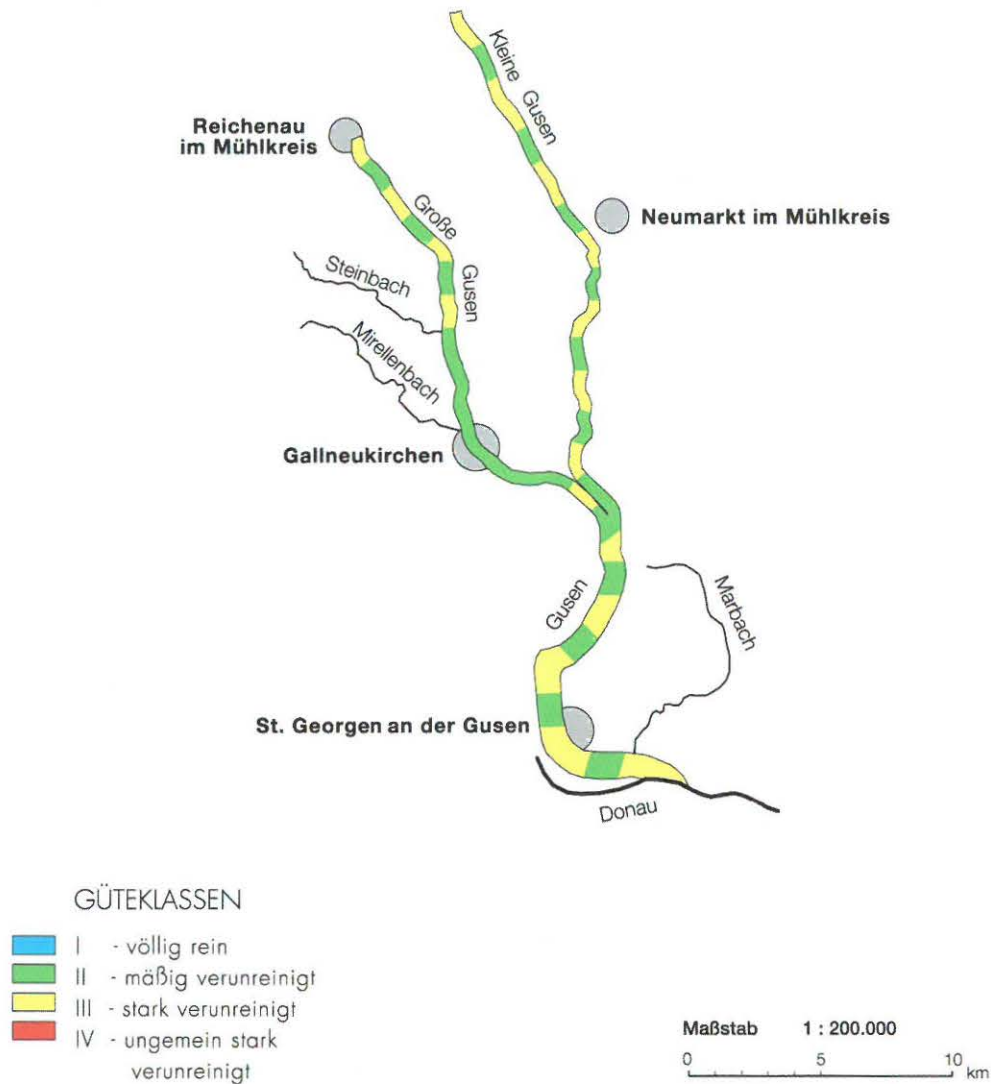 Kleine Gusen
Reichenau
im Mühlkreis
Große Gusen
Neumarkt im Mühlkreis
Steinbach
Mirellenbach
Gallneukirchen
Gusen
Marbach
St. Georgen an der Gusen
Donau
GÜTEKLASSEN
I - völlig rein
II - mäßig verunreinigt
III - stark verunreinigt
IV - ungemein stark
verunreinigt
Maßstab 1 : 200.000
0 5 10
km